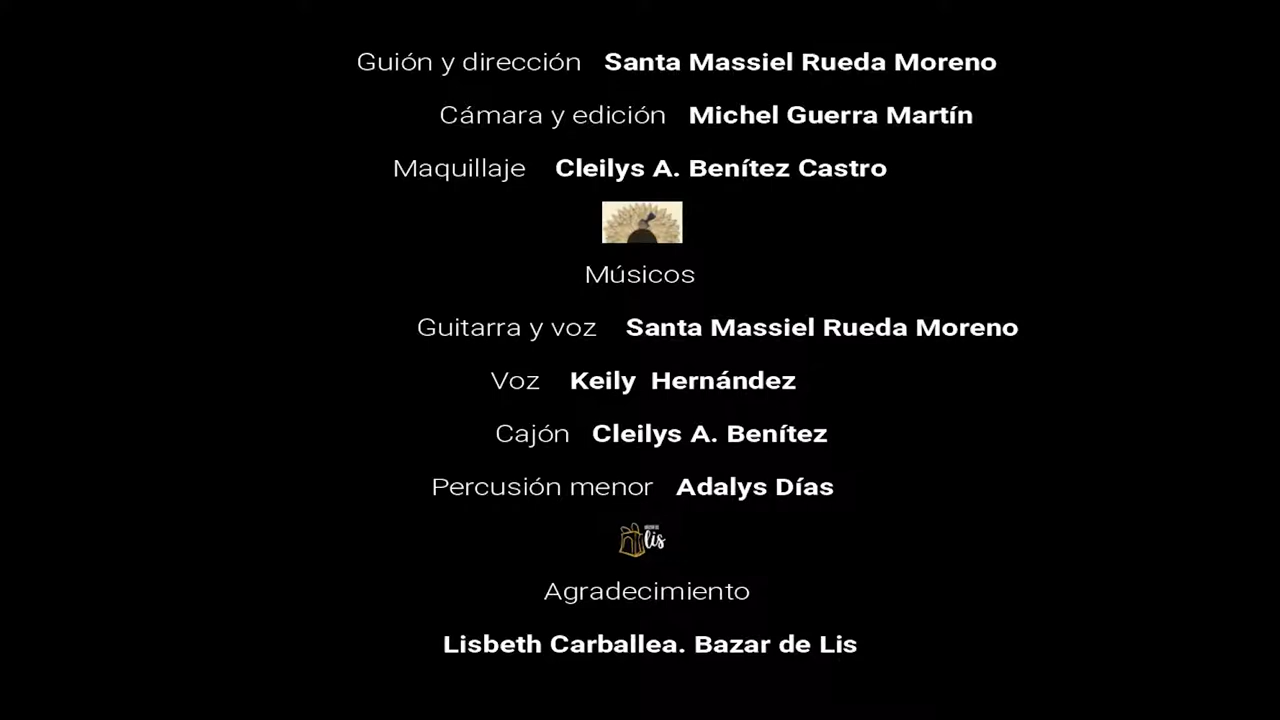 Guión y dirección Santa Massiel Rueda Moreno
Cámara y edición Michel Guerra Martín
Maquillaje Cleilys A. Benítez Castro
Músicos
Guitarra y voz Santa Massiel Rueda Moreno
Voz Keily Hernández
Cajón Cleilys A. Benítez
Percusión menor Adalys Días
lis
Agradecimiento
Lisbeth Carballea. Bazar de Lis